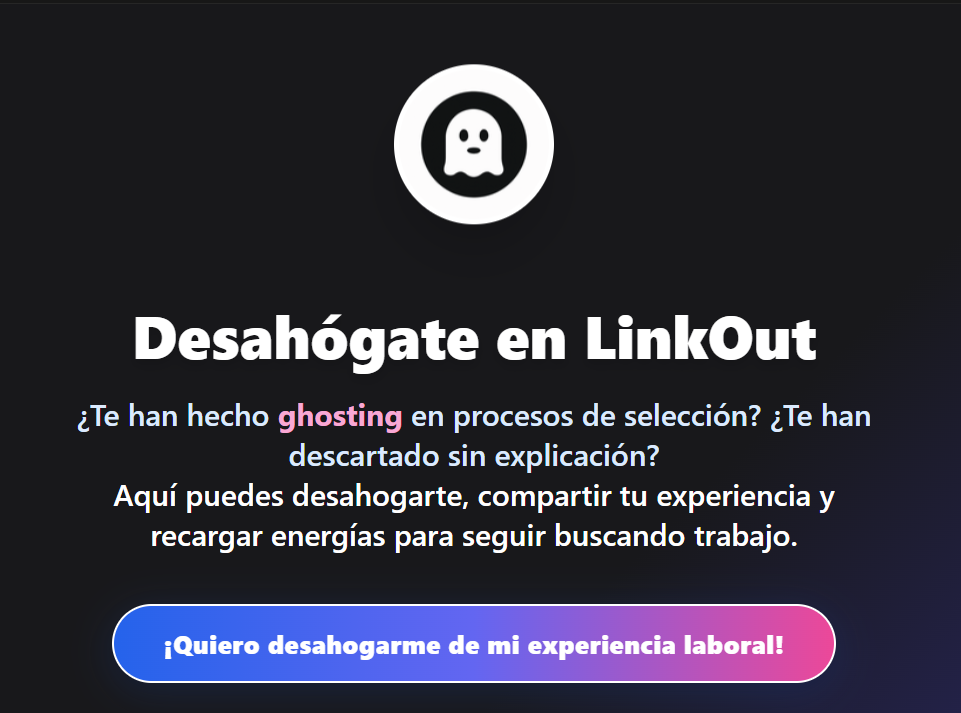 Desahógate en LinkOut
¿Te han hecho ghosting en procesos de selección? ¿Te han
descartado sin explicación?
Aquí puedes desahogarte, compartir tu experiencia y
recargar energías para seguir buscando trabajo.
¡Quiero desahogarme de mi experiencia laboral!